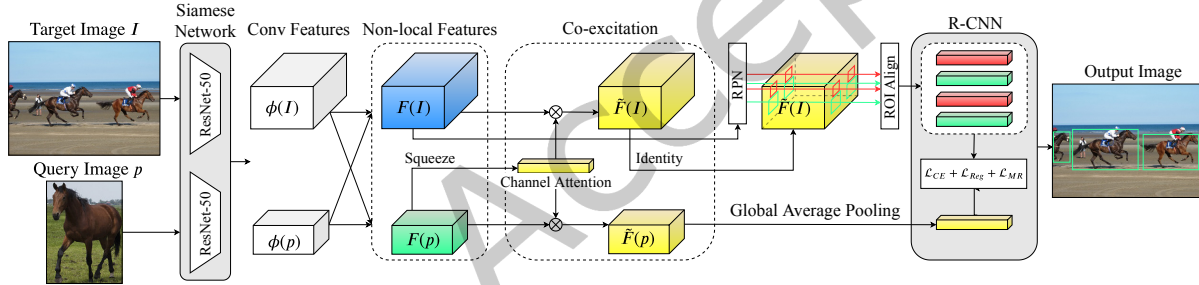 Target Image I
Query Image p
Siamese
Network
ResNet-50
ResNet-50
Conv Features
ϕ(I)
ϕ(p)
Non-local Features
F(I)
Squeeze
F(p)
Co-excitation
F̃(I)
Identity
Channel Attention
F̃(p)
RPN
F̃(I)
ROI Align
Global Average Pooling
R-CNN
ℒCE + ℒReg + ℒMR
Output Image
Accep